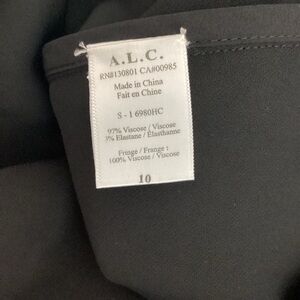 A.L.C.
RN#130801 CA#00985
Made in China
Fait en Chine
S - 1 6980HC
97% Viscose / Viscose
3% Elastane / Elasthanne
Fringe / Frange :
100% Viscose / Viscose
10